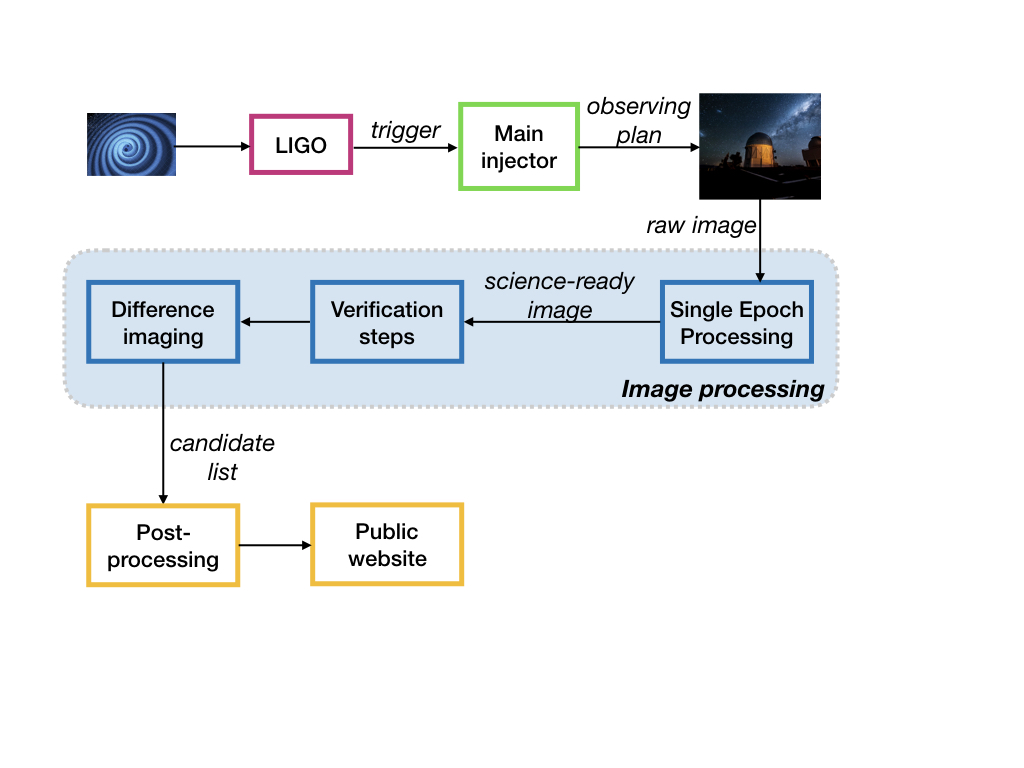 LIGO
trigger
Main
injector
observing
plan
raw image
Difference
imaging
Verification
steps
science-ready
image
Single Epoch
Processing
Image processing
candidate
list
Post-
processing
Public
website